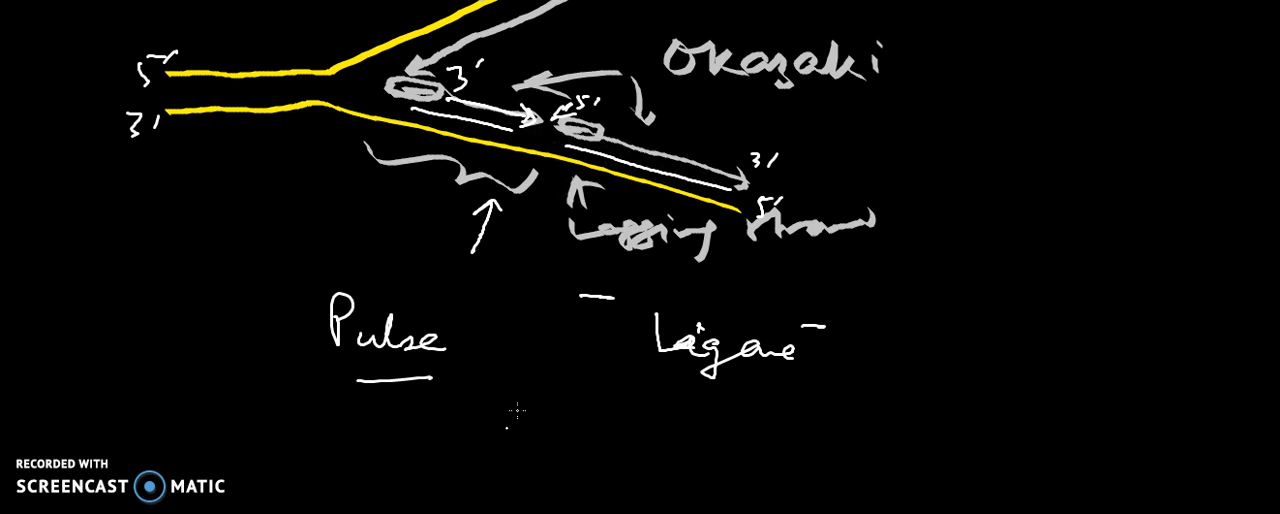 5'
Okazaki
3'
5'
3'
3'
5'
Lagging strand
Pulse
Ligase
RECORDED WITH
SCREENCAST MATIC